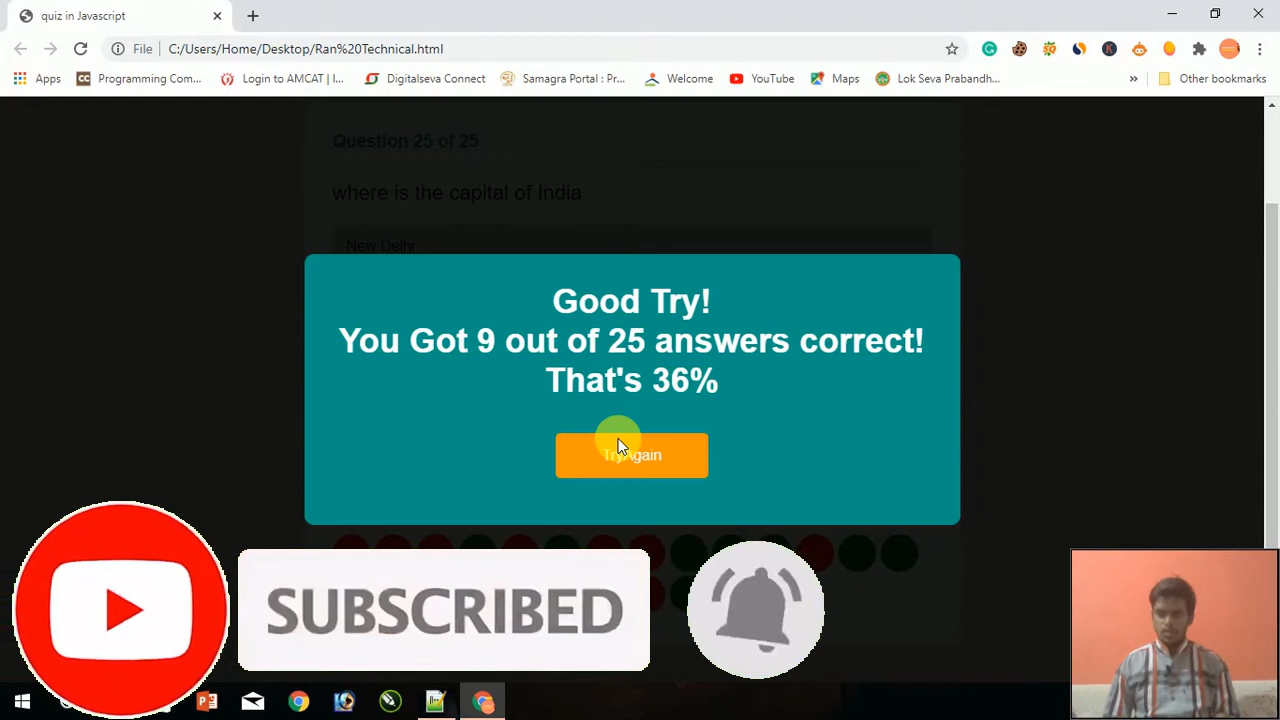 quiz in Javascript
File
C:/Users/Home/Desktop/Ran%20Technical.html
Apps
Programming Com...
Login to AMCAT | I...
Digitalseva Connect
Samagra Portal : Pr...
Welcome
YouTube
Maps
Lok Seva Prabandh...
»
Other bookmarks
Question 25 of 25
where is the capital of India
New Delhi
Good Try!
You Got 9 out of 25 answers correct!
That's 36%
TryAgain
SUBSCRIBED